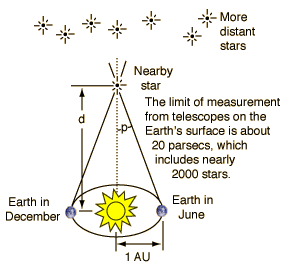 More
distant
stars
Nearby
star
The limit of measurement
from telescopes on the
Earth's surface is about
20 parsecs, which
includes nearly
2000 stars.
d
p
Earth in
December
Earth in
June
1 AU